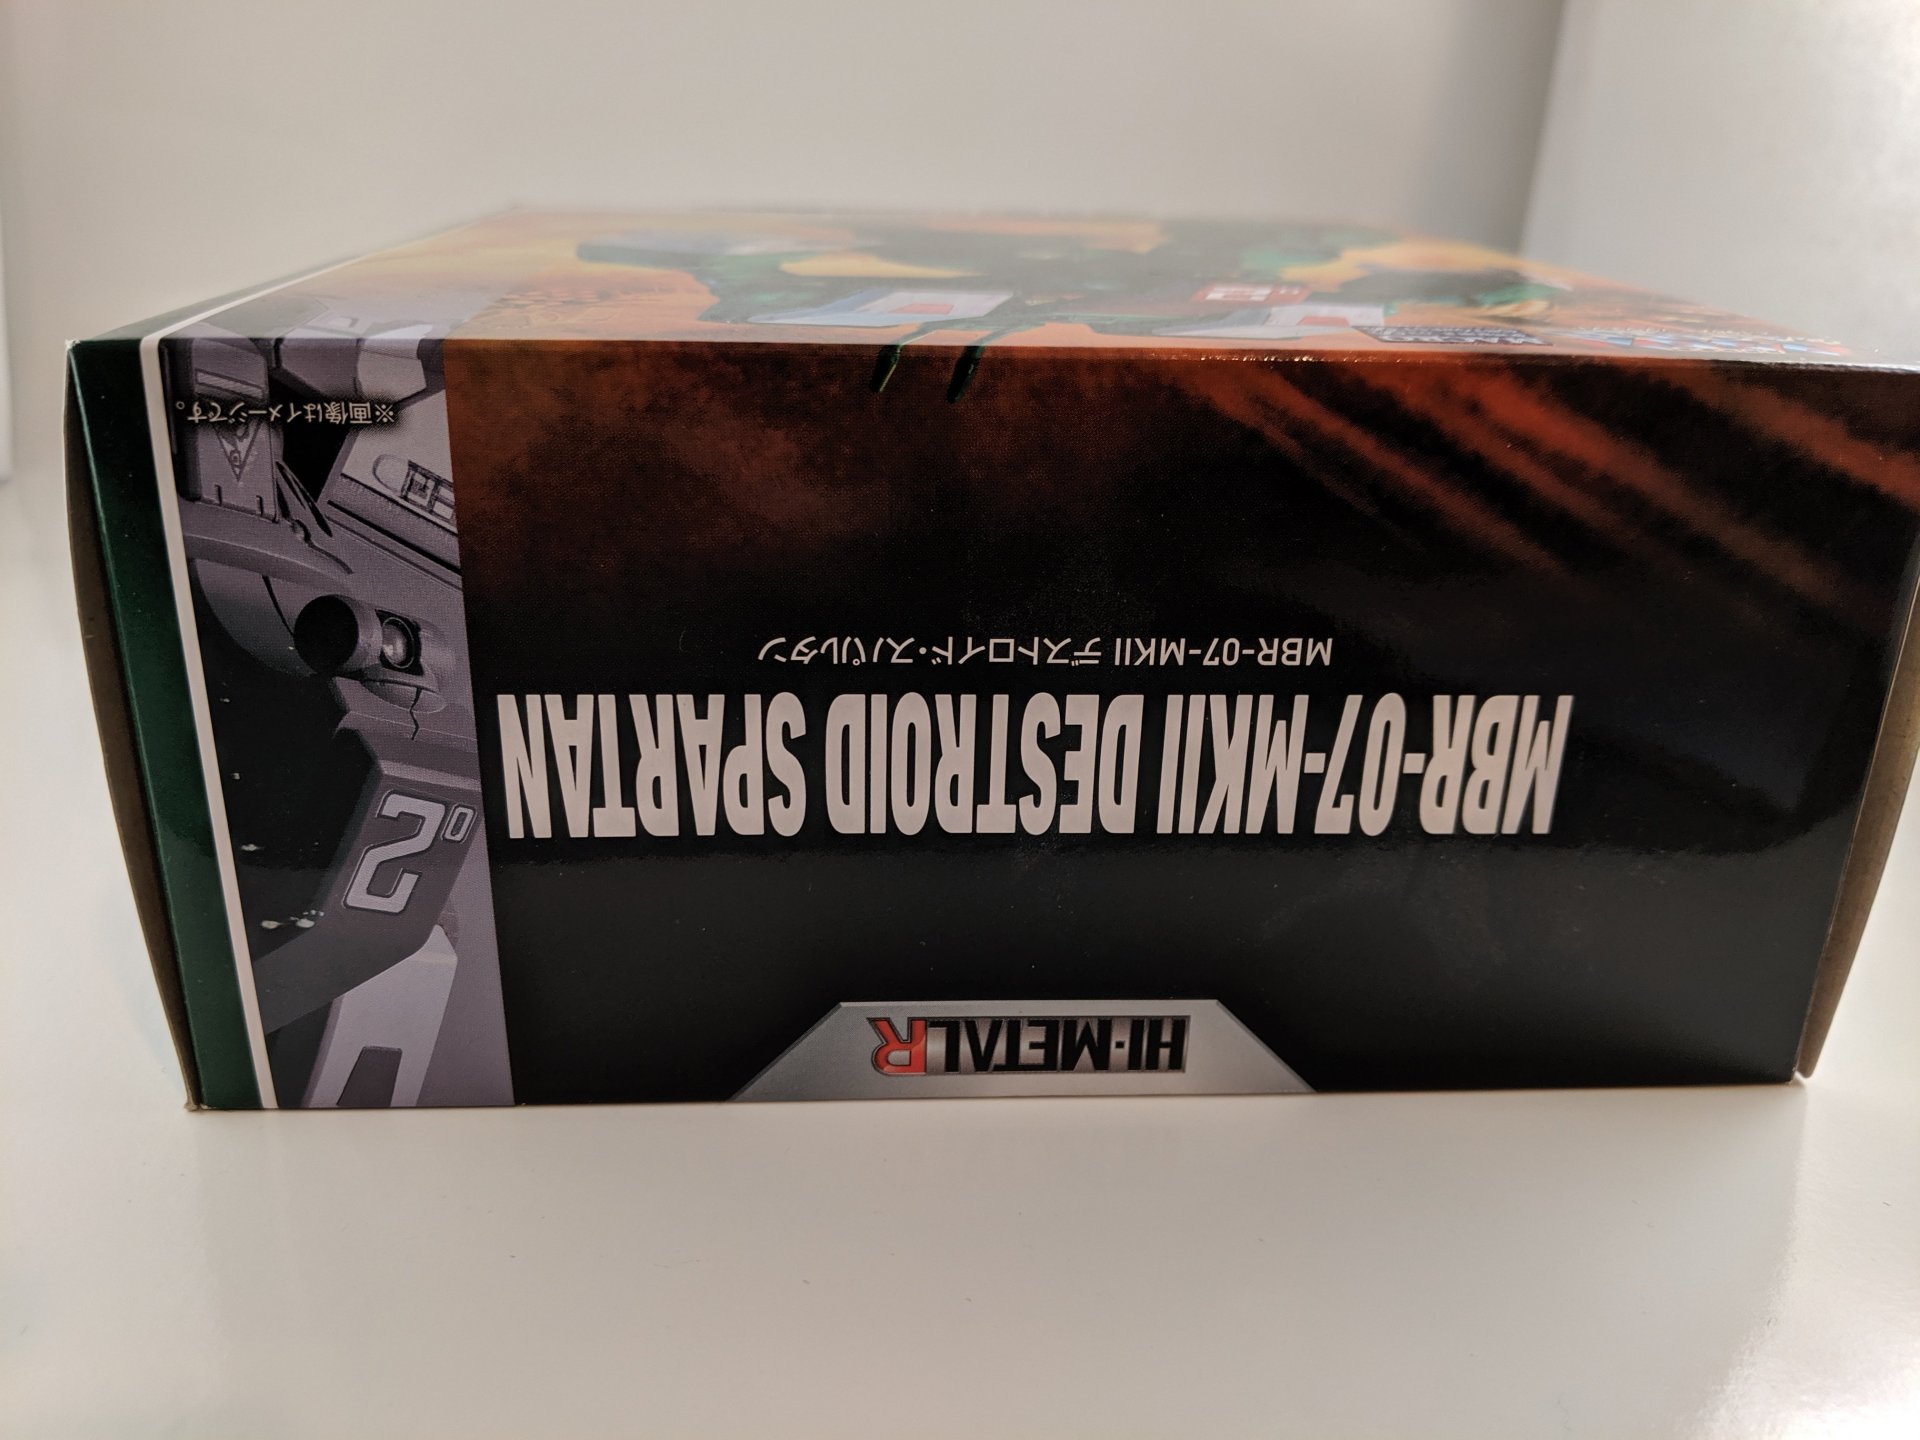 HI-METAL R
MBR-07-MKII DESTROID SPARTAN
MBR-07-MKII デストロイド・スパルタン
※画像はイメージです。
20